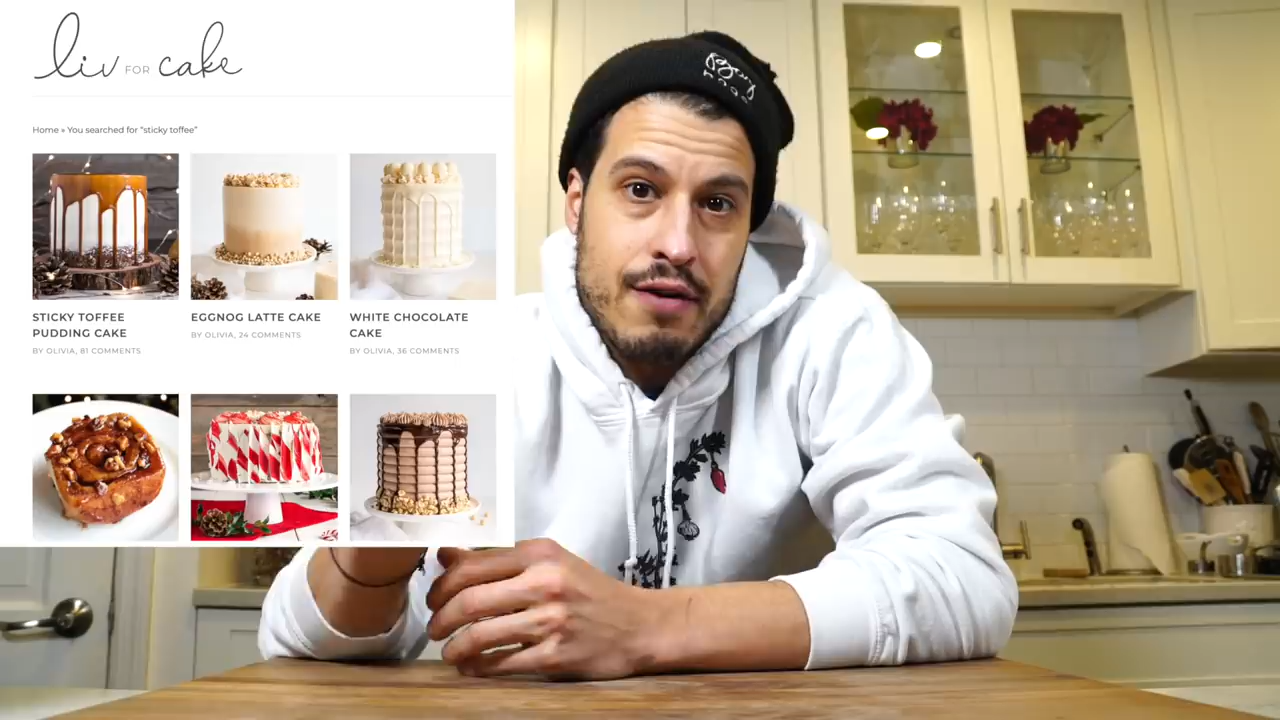 liv FOR cake
Home » You searched for "sticky toffee"
STICKY TOFFEE
PUDDING CAKE
BY OLIVIA, 81 COMMENTS
EGGNOG LATTE CAKE
BY OLIVIA, 24 COMMENTS
WHITE CHOCOLATE
CAKE
BY OLIVIA, 36 COMMENTS